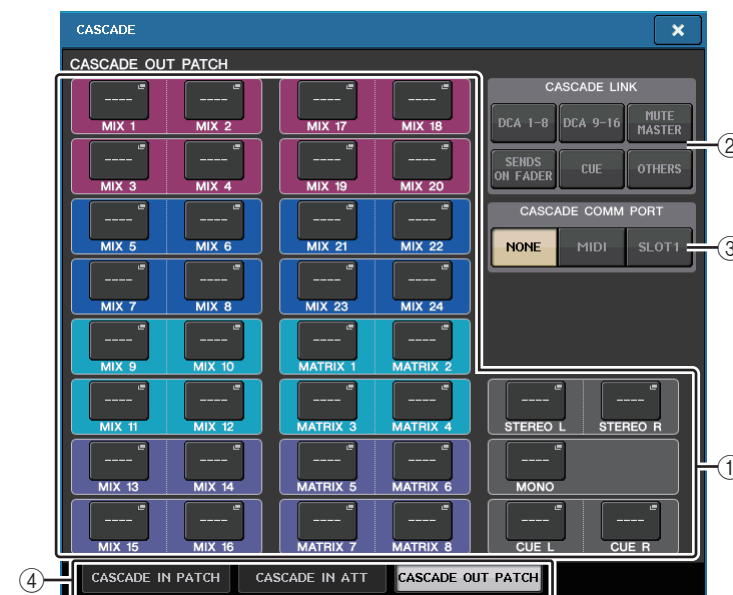 CASCADE
×
CASCADE OUT PATCH
---- ---- ---- ----
MIX 1 MIX 2 MIX 17 MIX 18
CASCADE LINK
DCA 1-8 DCA 9-16 MUTE MASTER
②
SENDS ON FADER CUE OTHERS
---- ---- ---- ----
MIX 3 MIX 4 MIX 19 MIX 20
---- ---- ---- ----
MIX 5 MIX 6 MIX 21 MIX 22
CASCADE COMM PORT
NONE MIDI SLOT1
③
---- ---- ---- ----
MIX 7 MIX 8 MIX 23 MIX 24
---- ---- ---- ----
MIX 9 MIX 10 MATRIX 1 MATRIX 2
---- ---- ---- ---- ---- ----
MIX 11 MIX 12 MATRIX 3 MATRIX 4 STEREO L STEREO R
---- ---- ---- ---- ----
MIX 13 MIX 14 MATRIX 5 MATRIX 6 MONO
①
---- ---- ---- ---- ---- ----
MIX 15 MIX 16 MATRIX 7 MATRIX 8 CUE L CUE R
④
CASCADE IN PATCH CASCADE IN ATT CASCADE OUT PATCH